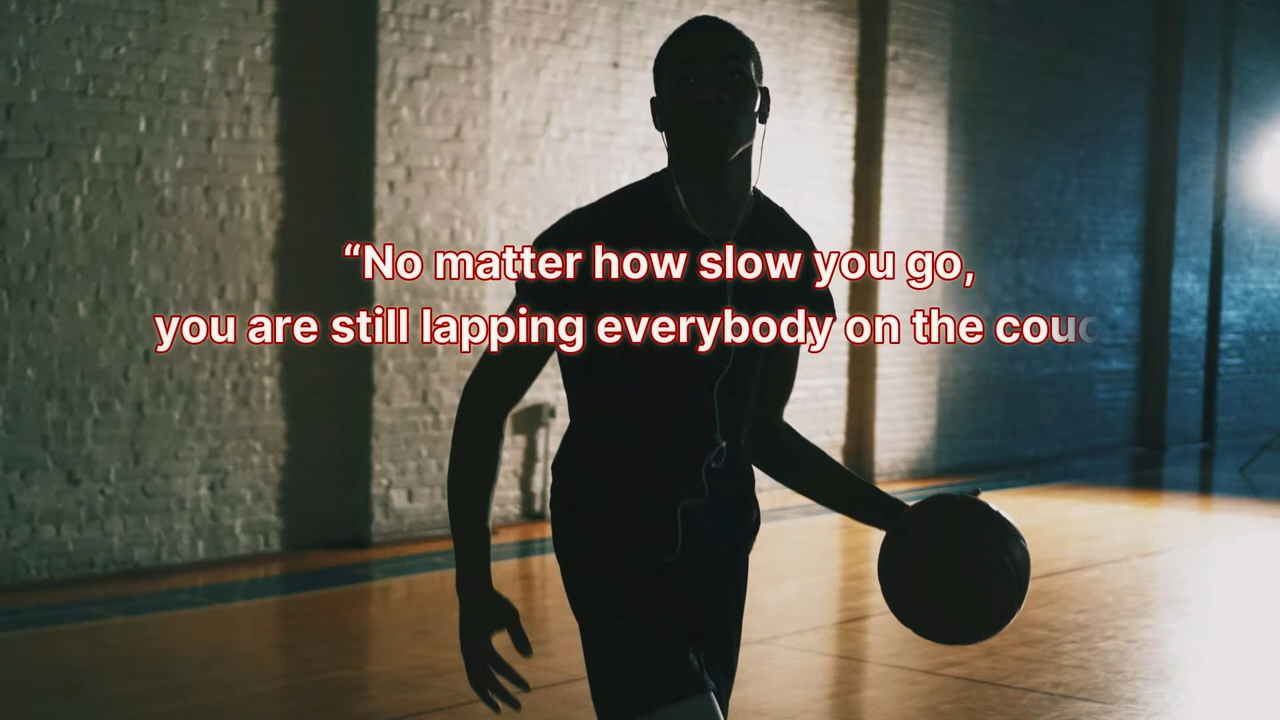 “No matter how slow you go,
you are still lapping everybody on the couc